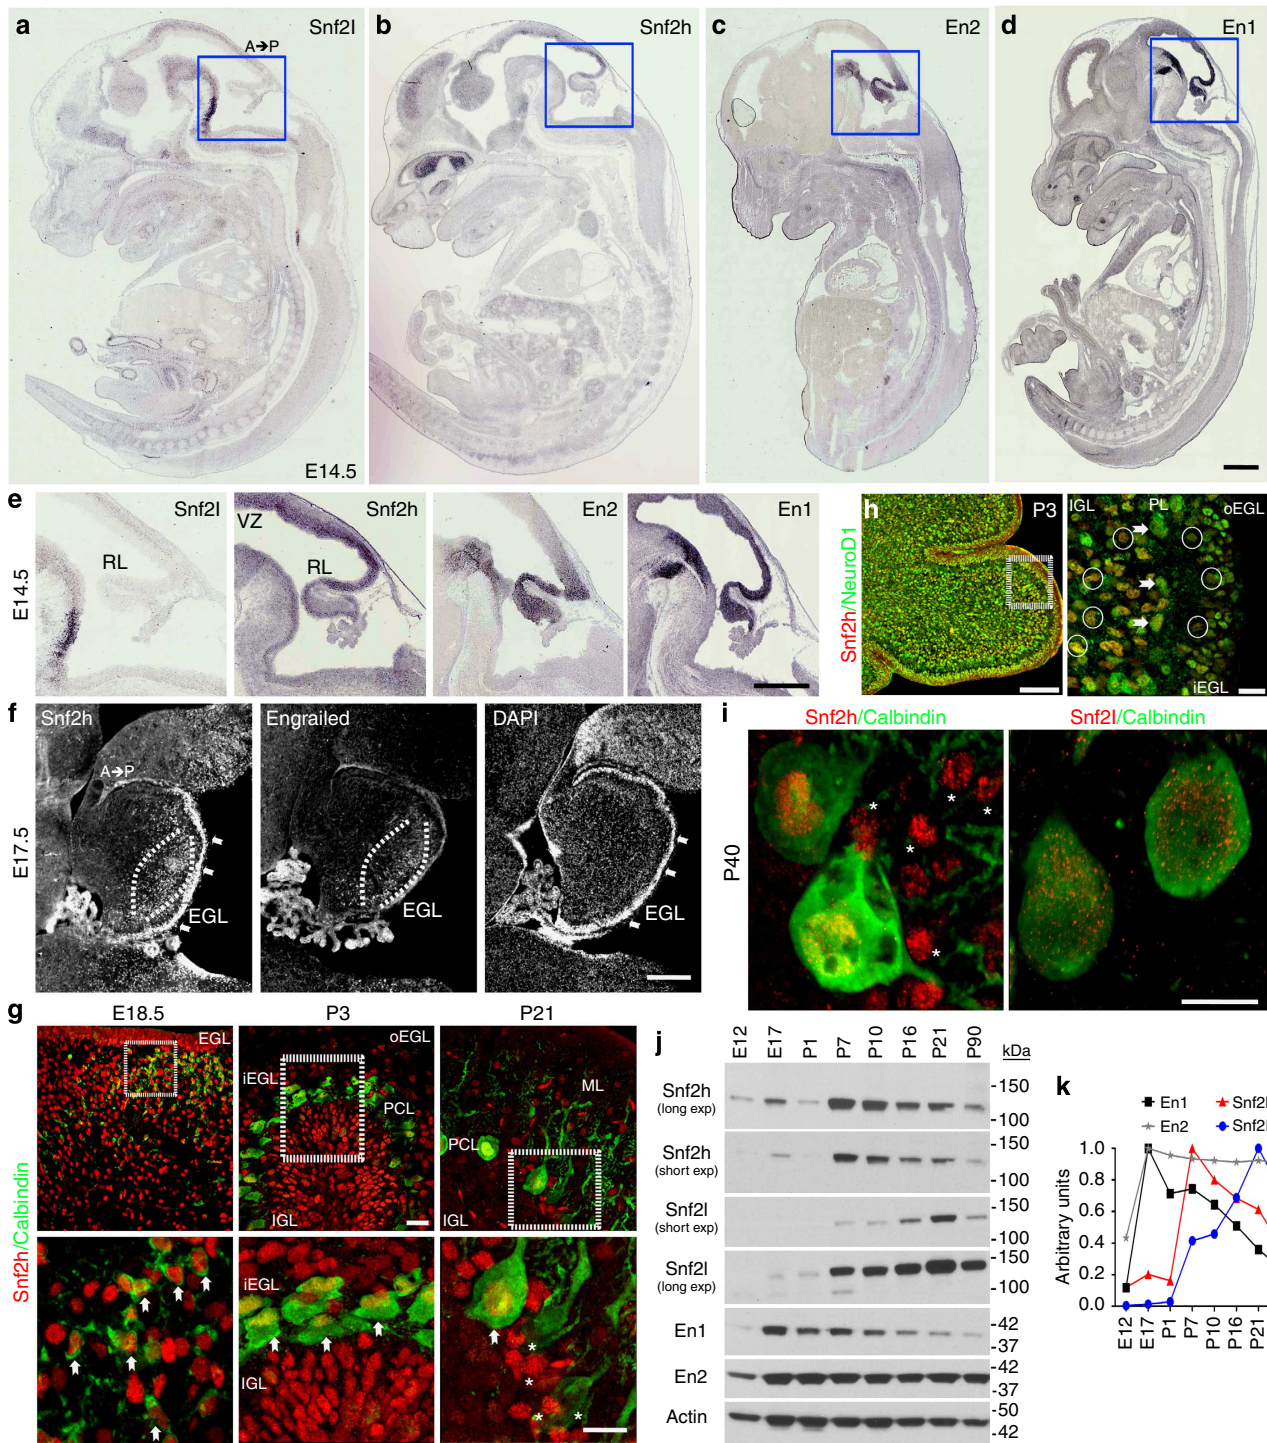 a
Snf2l
A➔P
E14.5
b
Snf2h
c
En2
d
En1
e
E14.5
Snf2l
RL
VZ
Snf2h
RL
En2
En1
f
E17.5
Snf2h
A➔P
EGL
Engrailed
EGL
DAPI
EGL
g
E18.5
P3
P21
Snf2h/Calbindin
EGL
oEGL
iEGL
PCL
IGL
ML
PCL
IGL
iEGL
IGL
h
Snf2h/NeuroD1
P3
IGL
PL
oEGL
iEGL
i
P40
Snf2h/Calbindin
Snf2l/Calbindin
j
E12 E17 P1 P7 P10 P16 P21 P90
kDa
Snf2h
(long exp)
150
100
Snf2h
(short exp)
150
100
Snf2l
(short exp)
150
100
Snf2l
(long exp)
150
100
En1
42
37
En2
42
37
Actin
50
42
k
En1
En2
Arbitrary units
1.0
0.8
0.6
0.4
0.2
0.0
E12 E17 P1 P7 P10 P16 P21